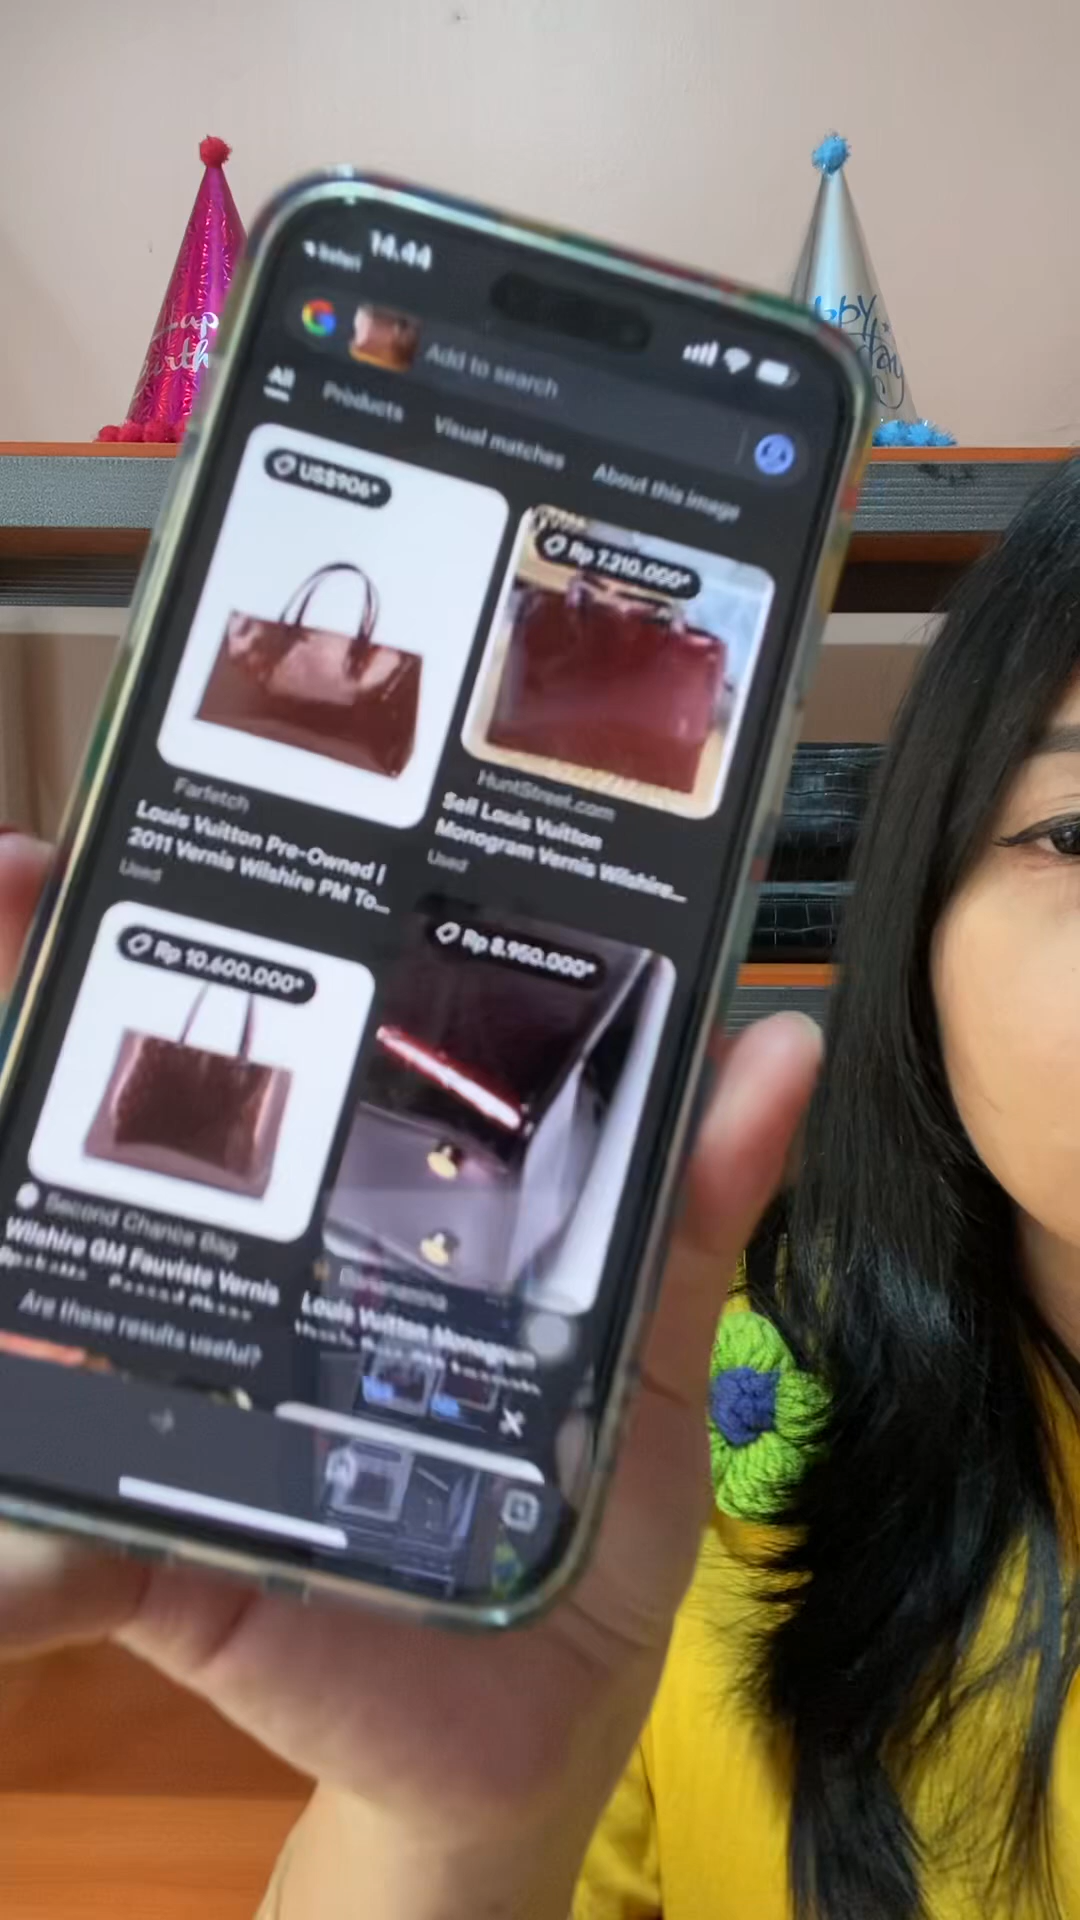 14.44
Safari
Add to search
All Products Visual matches About this image
US$906*
Rp 7.210.000*
Farfetch
Louis Vuitton Pre-Owned |
2011 Vernis Wilshire PM To...
Used
HuntStreet.com
Sell Louis Vuitton
Monogram Vernis Wilshire...
Used
Rp 10.600.000*
Rp 8.950.000*
Second Chance Bag
Wilshire GM Fauviste Vernis
Louis Vuitton Monogram
Are these results useful?